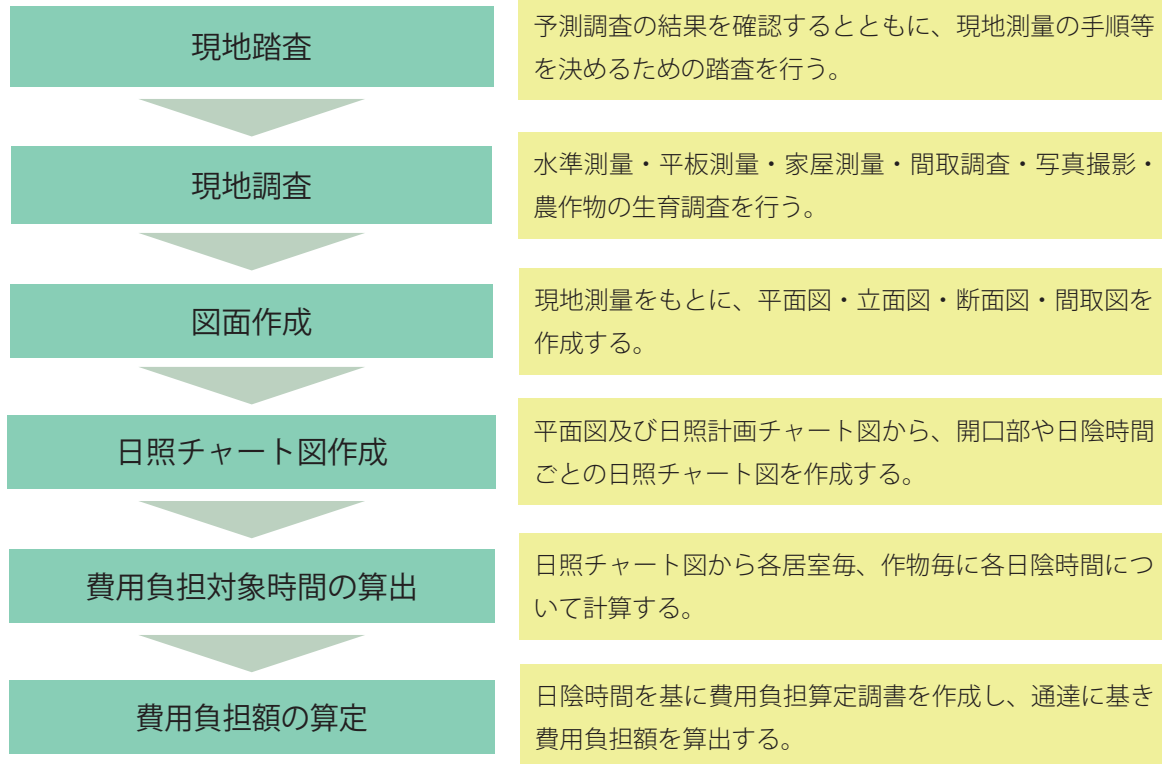 現地踏査
予測調査の結果を確認するとともに、現地測量の手順等
を決めるための踏査を行う。
現地調査
水準測量・平板測量・家屋測量・間取調査・写真撮影・
農作物の生育調査を行う。
図面作成
現地測量をもとに、平面図・立面図・断面図・間取図を
作成する。
日照チャート図作成
平面図及び日照計画チャート図から、開口部や日陰時間
ごとの日照チャート図を作成する。
費用負担対象時間の算出
日照チャート図から各居室毎、作物毎に各日陰時間につ
いて計算する。
費用負担額の算定
日陰時間を基に費用負担算定調書を作成し、通達に基き
費用負担額を算出する。